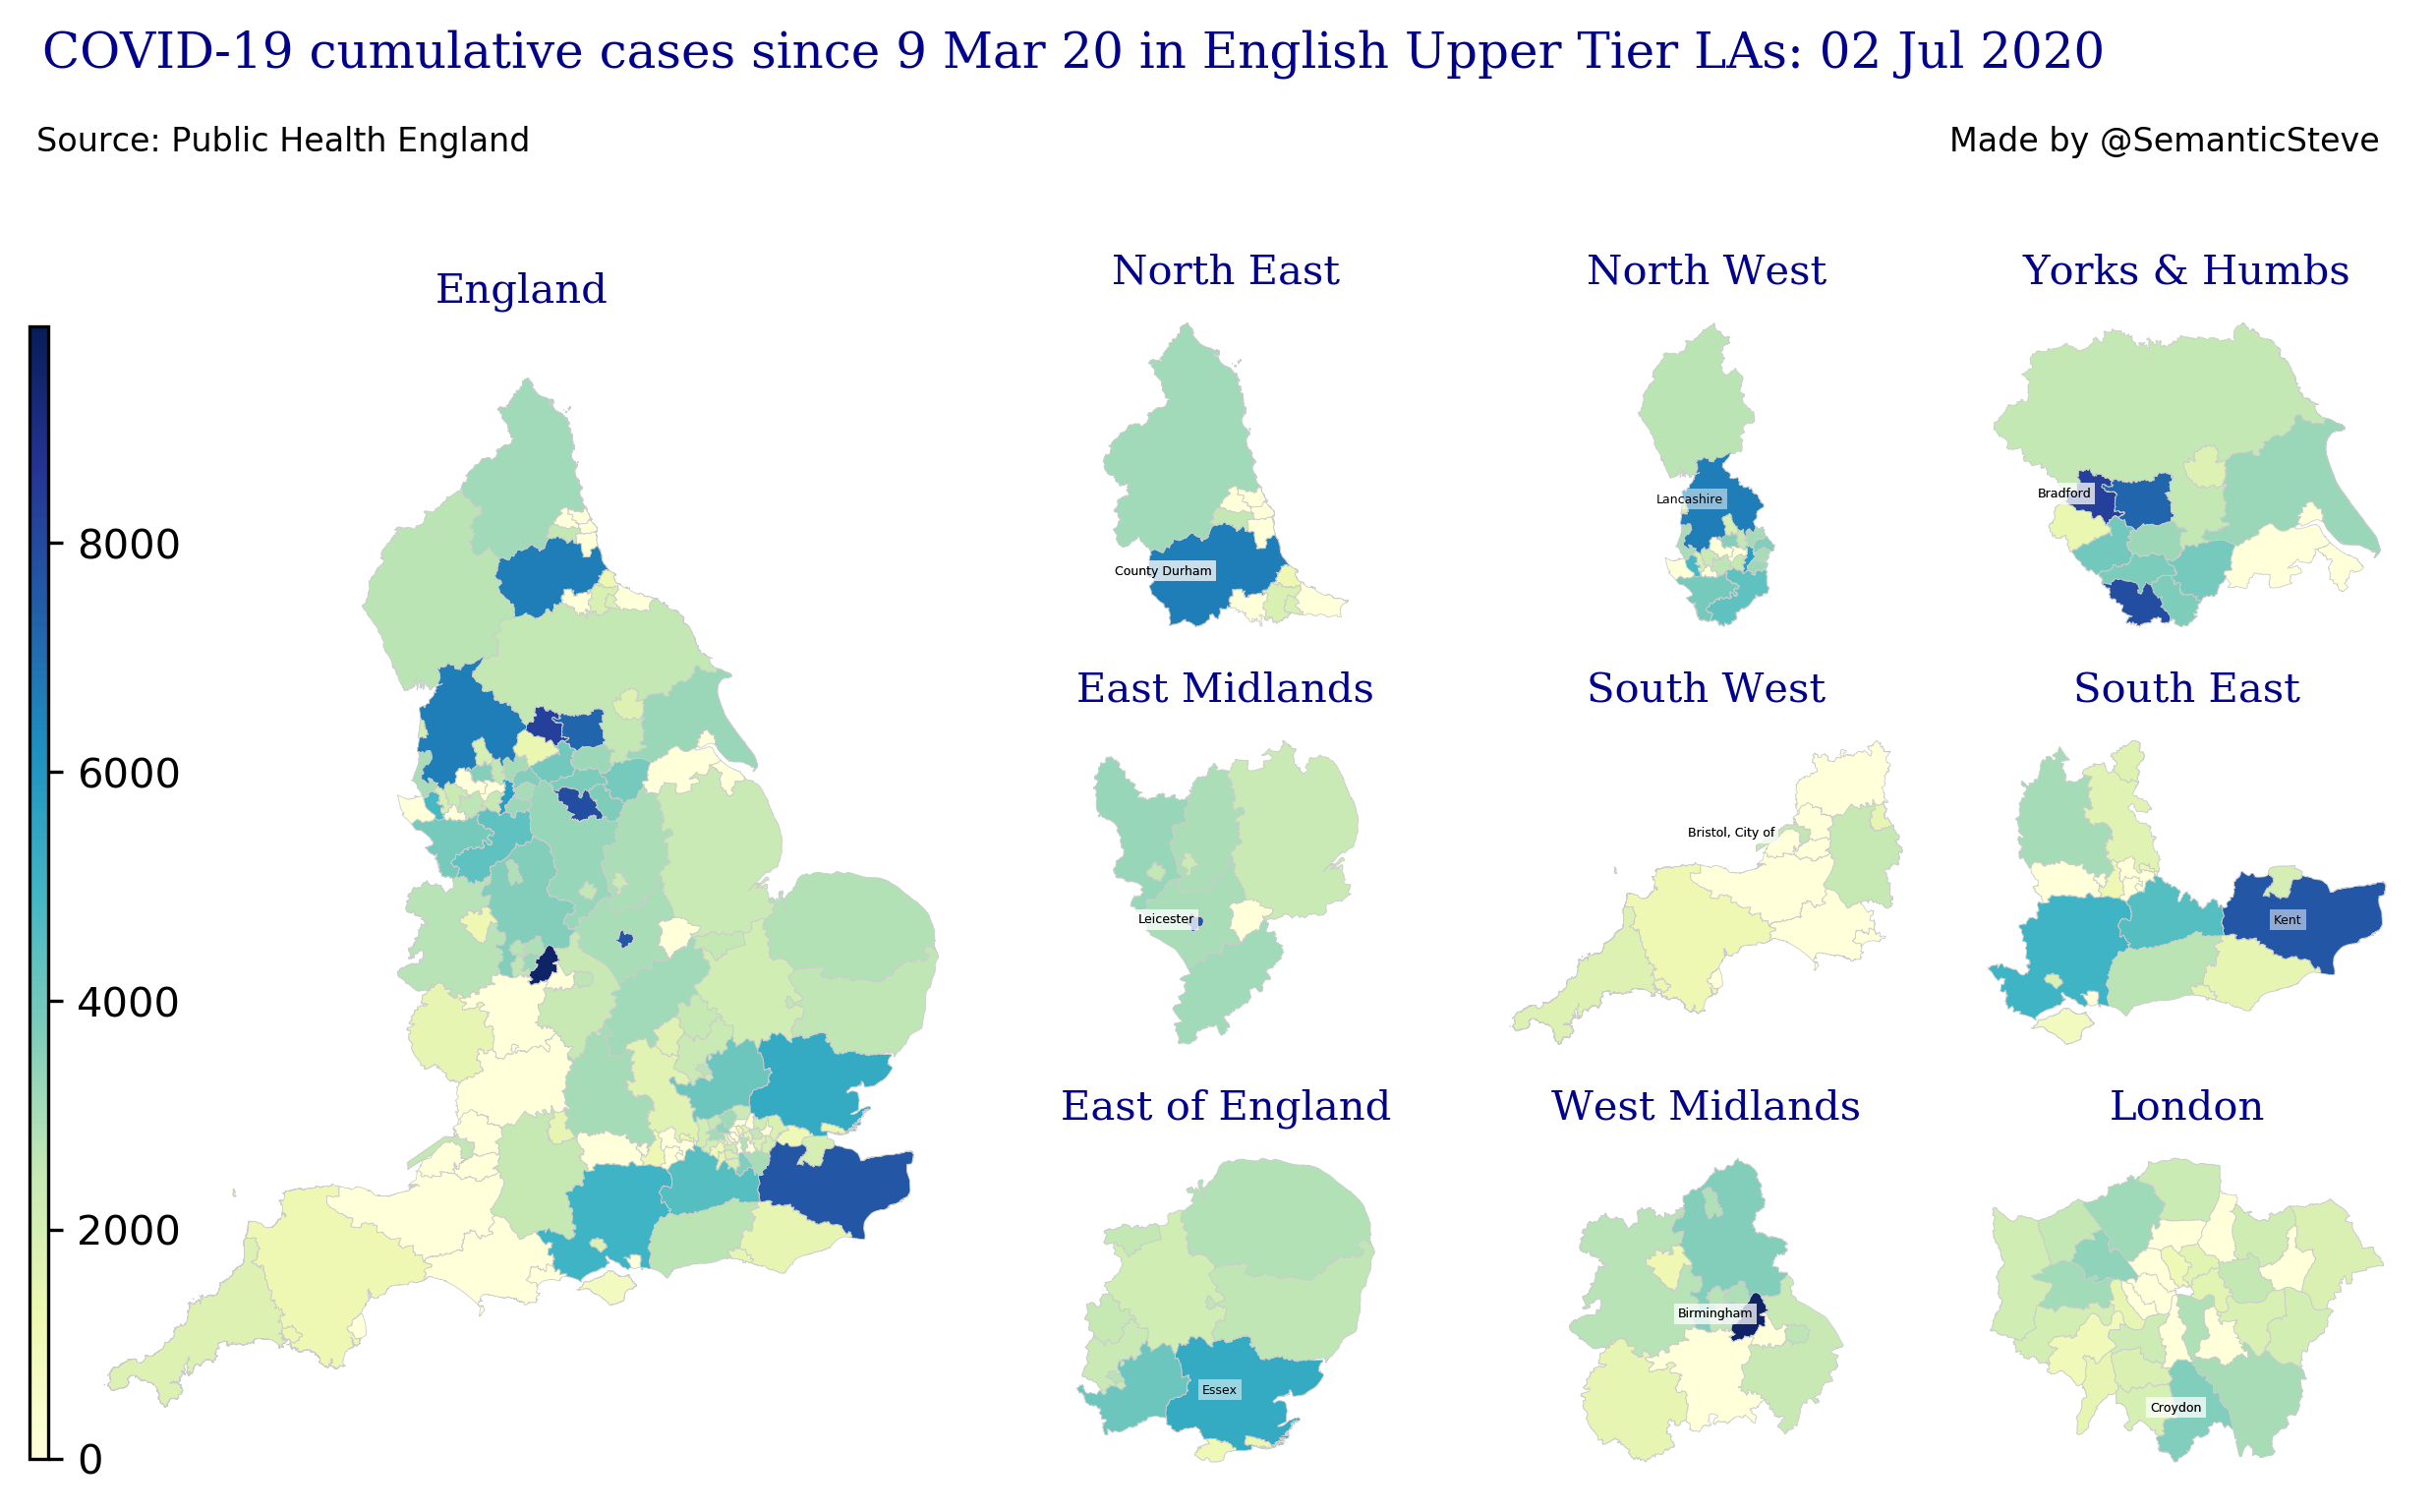 COVID-19 cumulative cases since 9 Mar 20 in English Upper Tier LAs: 02 Jul 2020
Source: Public Health England
Made by @SemanticSteve
England
8000
6000
4000
2000
0
North East
County Durham
North West
Lancashire
Yorks & Humbs
Bradford
East Midlands
Leicester
South West
Bristol, City of
South East
Kent
East of England
Essex
West Midlands
Birmingham
London
Croydon